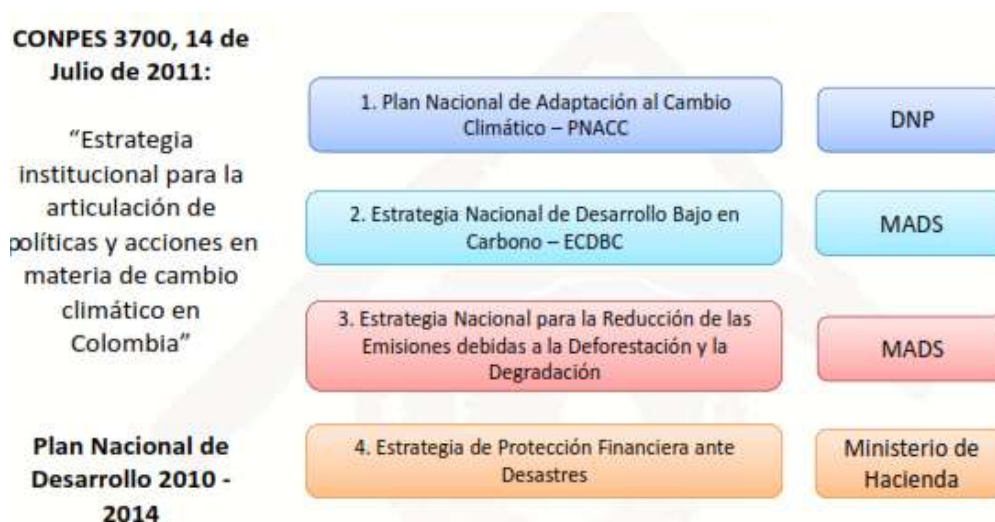 CONPES 3700, 14 de
Julio de 2011:
“Estrategia
institucional para la
articulación de
políticas y acciones en
materia de cambio
climático en
Colombia”
Plan Nacional de
Desarrollo 2010 -
2014
1. Plan Nacional de Adaptación al Cambio
Climático – PNACC
DNP
2. Estrategia Nacional de Desarrollo Bajo en
Carbono – ECDBC
MADS
3. Estrategia Nacional para la Reducción de las
Emisiones debidas a la Deforestación y la
Degradación
MADS
4. Estrategia de Protección Financiera ante
Desastres
Ministerio de
Hacienda